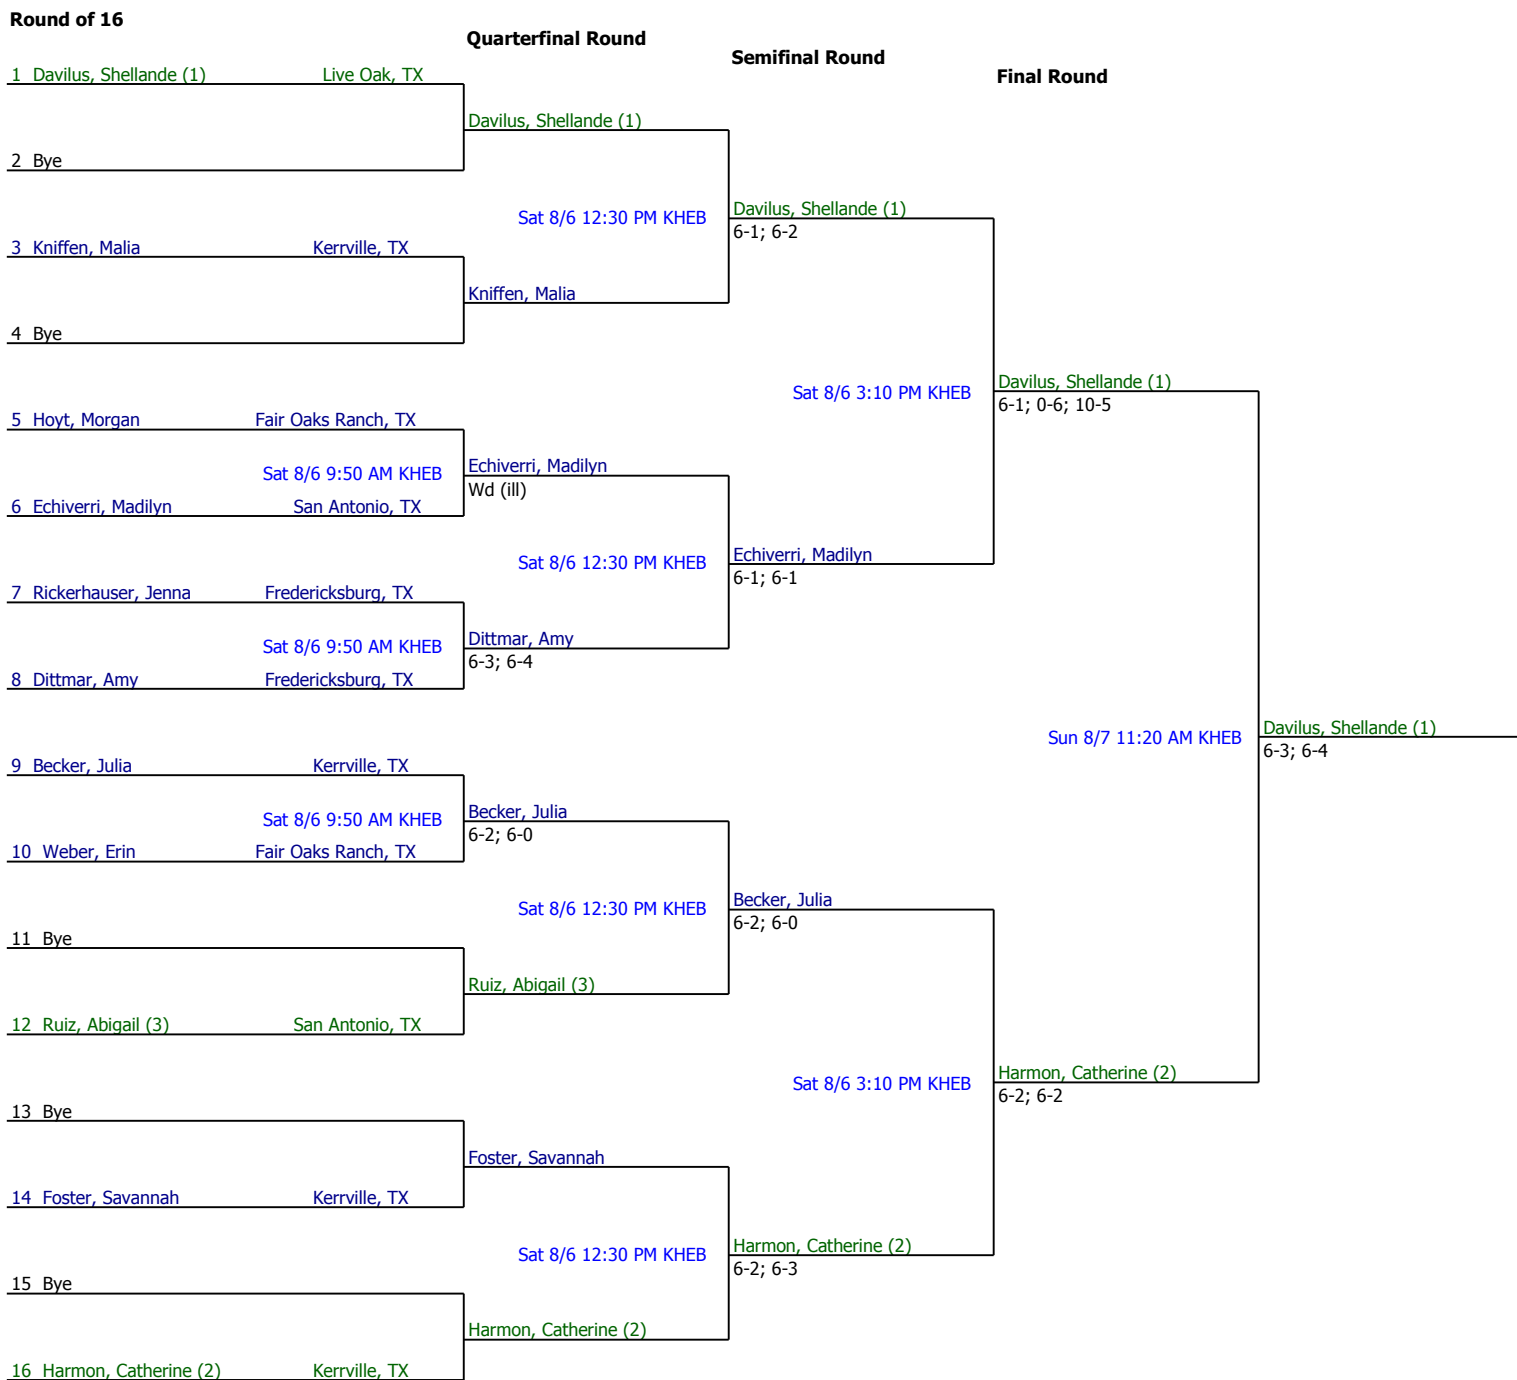 Round of 16
Quarterfinal Round
Semifinal Round
Final Round
1 Davilus, Shellande (1) Live Oak, TX
Davilus, Shellande (1)
2 Bye
Sat 8/6 12:30 PM KHEB
Davilus, Shellande (1)
6-1; 6-2
3 Kniffen, Malia Kerrville, TX
Kniffen, Malia
4 Bye
Sat 8/6 3:10 PM KHEB
Davilus, Shellande (1)
6-1; 0-6; 10-5
5 Hoyt, Morgan Fair Oaks Ranch, TX
Sat 8/6 9:50 AM KHEB
Echiverri, Madilyn
Wd (ill)
6 Echiverri, Madilyn San Antonio, TX
Sat 8/6 12:30 PM KHEB
Echiverri, Madilyn
6-1; 6-1
7 Rickerhauser, Jenna Fredericksburg, TX
Sat 8/6 9:50 AM KHEB
Dittmar, Amy
6-3; 6-4
8 Dittmar, Amy Fredericksburg, TX
Sun 8/7 11:20 AM KHEB
Davilus, Shellande (1)
6-3; 6-4
9 Becker, Julia Kerrville, TX
Sat 8/6 9:50 AM KHEB
Becker, Julia
6-2; 6-0
10 Weber, Erin Fair Oaks Ranch, TX
Sat 8/6 12:30 PM KHEB
Becker, Julia
6-2; 6-0
11 Bye
Ruiz, Abigail (3)
12 Ruiz, Abigail (3) San Antonio, TX
Sat 8/6 3:10 PM KHEB
Harmon, Catherine (2)
6-2; 6-2
13 Bye
Foster, Savannah
14 Foster, Savannah Kerrville, TX
Sat 8/6 12:30 PM KHEB
Harmon, Catherine (2)
6-2; 6-3
15 Bye
Harmon, Catherine (2)
16 Harmon, Catherine (2) Kerrville, TX